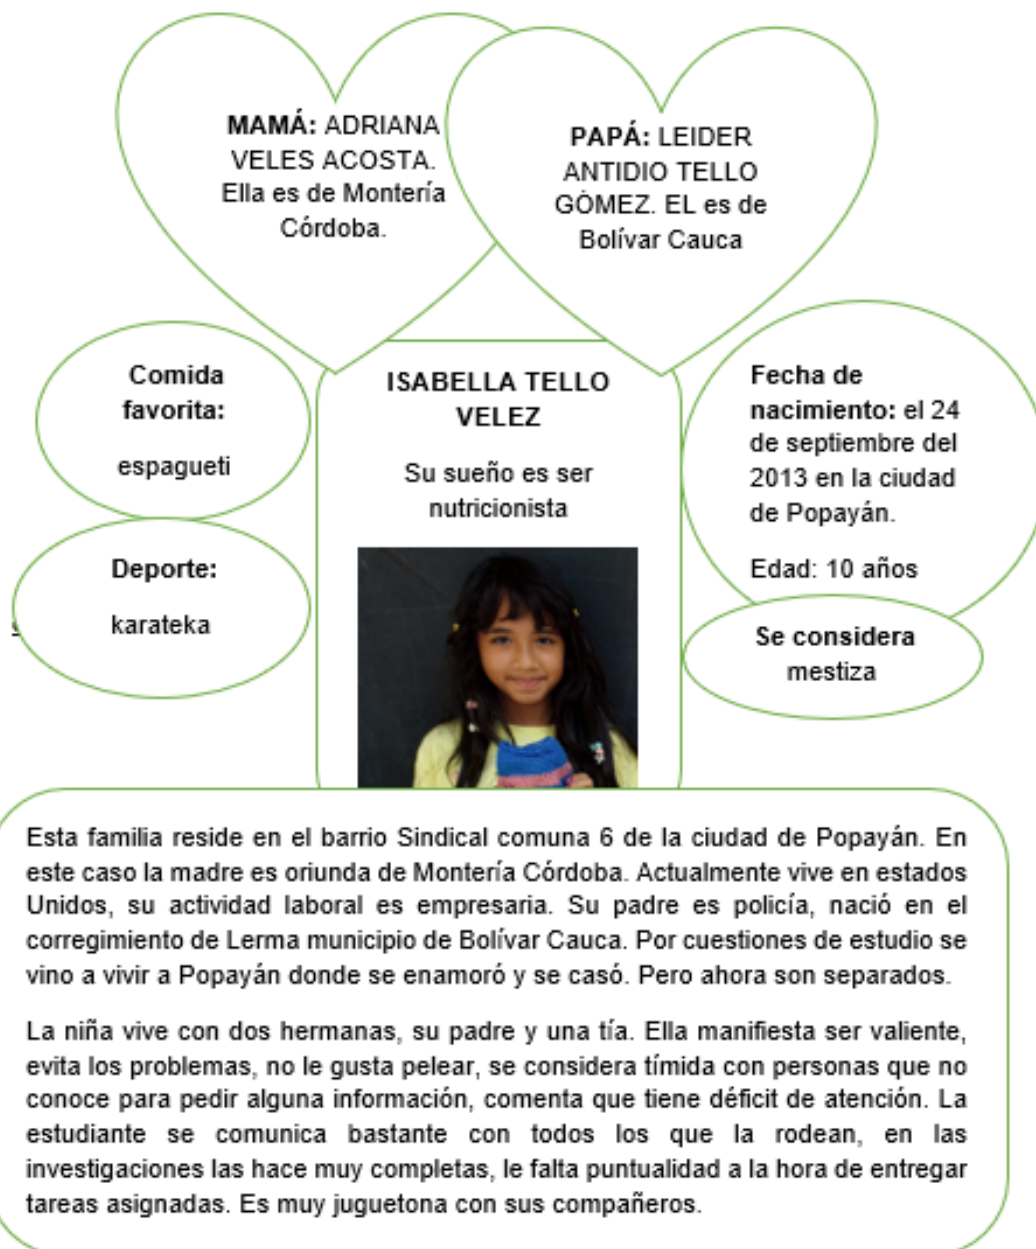 MAMÁ: ADRIANA
VELES ACOSTA.
Ella es de Montería
Córdoba.
PAPÁ: LEIDER
ANTIDIO TELLO
GÓMEZ. EL es de
Bolívar Cauca
Comida
favorita:
espagueti
Deporte:
karateka
ISABELLA TELLO
VELEZ
Su sueño es ser
nutricionista
Fecha de
nacimiento: el 24
de septiembre del
2013 en la ciudad
de Popayán.
Edad: 10 años
Se considera
mestiza
Esta familia reside en el barrio Sindical comuna 6 de la ciudad de Popayán. En
este caso la madre es oriunda de Montería Córdoba. Actualmente vive en estados
Unidos, su actividad laboral es empresaria. Su padre es policía, nació en el
corregimiento de Lerma municipio de Bolívar Cauca. Por cuestiones de estudio se
vino a vivir a Popayán donde se enamoró y se casó. Pero ahora son separados.
La niña vive con dos hermanas, su padre y una tía. Ella manifiesta ser valiente,
evita los problemas, no le gusta pelear, se considera tímida con personas que no
conoce para pedir alguna información, comenta que tiene déficit de atención. La
estudiante se comunica bastante con todos los que la rodean, en las
investigaciones las hace muy completas, le falta puntualidad a la hora de entregar
tareas asignadas. Es muy juguetona con sus compañeros.